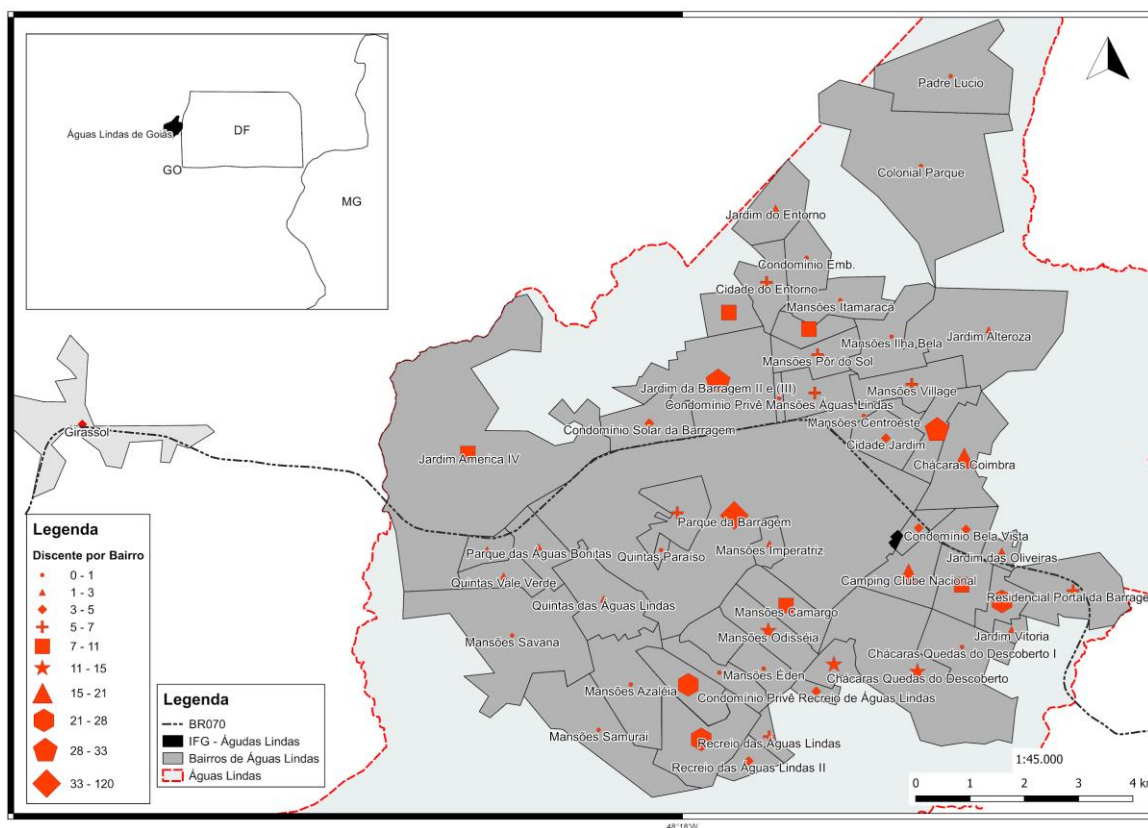 Padre Lucio
Colonial Parque
Águas Lindas de Goiás
DF
GO
MG
Jardim do Entorno
Condomínio Emb.
Cidade do Entorno
Mansões Itamaracá
Mansões Ilha Bela
Jardim Alteroza
Mansões Pôr do Sol
Jardim da Barragem II e (III)
Mansões Village
Condomínio Privê Mansões Águas Lindas
Mansões Centroeste
Girassol
Condomínio Solar da Barragem
Cidade Jardim
Jardim America IV
Chácaras Coimbra
Parque da Barragem
Condomínio Bela Vista
Parque das Águas Bonitas
Quintas Paraíso
Mansões Imperatriz
Jardim das Oliveiras
Quintas Vale Verde
Camping Clube Nacional
Residencial Portal da Barrage
Quintas das Águas Lindas
Mansões Camargo
Mansões Savana
Mansões Odisséia
Jardim Vitoria
Chácaras Quedas do Descoberto I
Mansões Éden
Chácaras Quedas do Descoberto
Mansões Azaléia
Condomínio Privê Recreio de Águas Lindas
Mansões Samurai
Recreio das Águas Lindas
Recreio das Águas Lindas II
Legenda
Discente por Bairro
0 - 1
1 - 3
3 - 5
5 - 7
7 - 11
11 - 15
15 - 21
21 - 28
28 - 33
33 - 120
Legenda
BR070
IFG - Águdas Lindas
Bairros de Águas Lindas
Águas Lindas
1:45.000
0 1 2 3 4 km
48°18'W